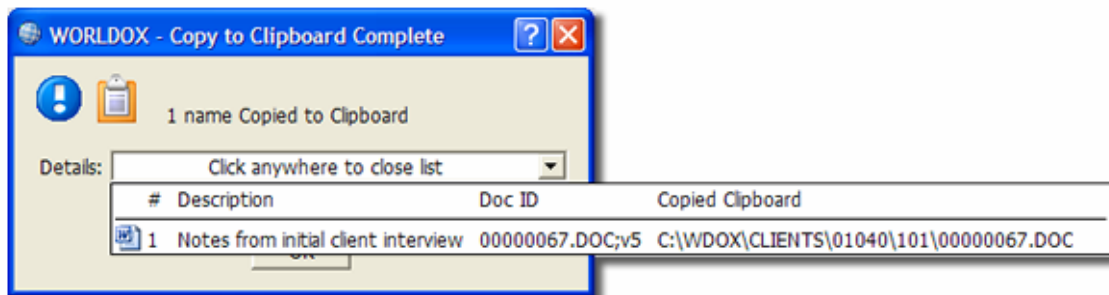 WORLDOX - Copy to Clipboard Complete
1 name Copied to Clipboard
Details: Click anywhere to close list
# Description Doc ID Copied Clipboard
1 Notes from initial client interview 00000067.DOC;v5 C:\WDOX\CLIENTS\01040\101\00000067.DOC